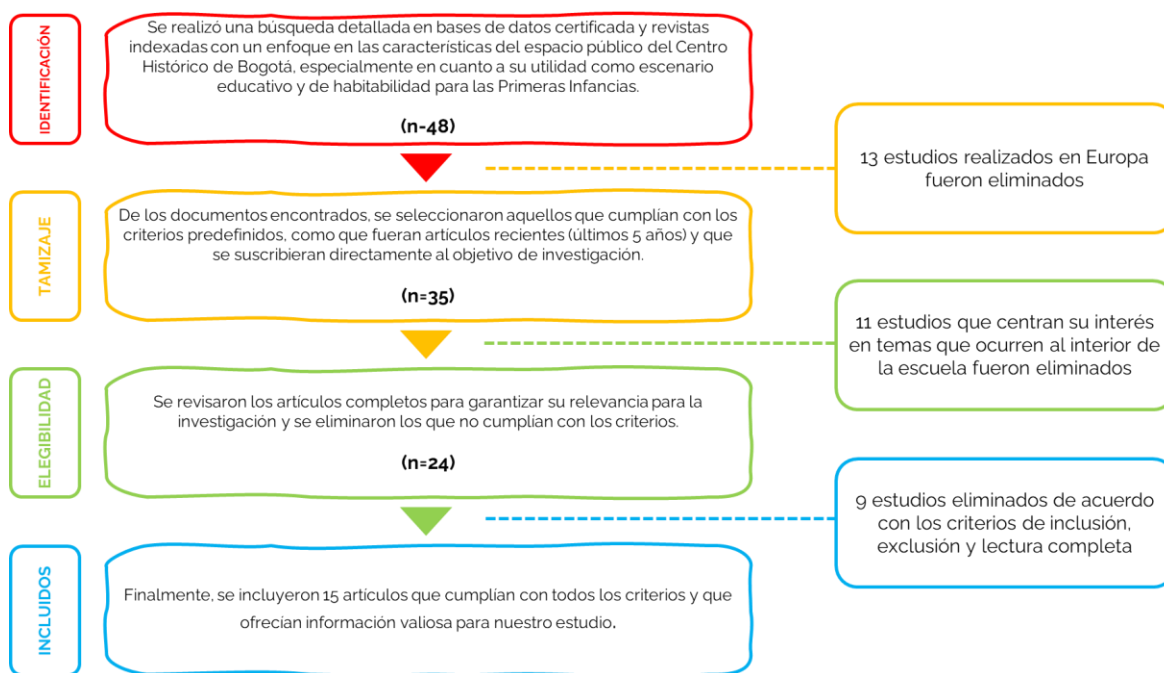 IDENTIFICACIÓN
Se realizó una búsqueda detallada en bases de datos certificada y revistas
indexadas con un enfoque en las características del espacio público del Centro
Histórico de Bogotá, especialmente en cuanto a su utilidad como escenario
educativo y de habitabilidad para las Primeras Infancias.
(n-48)
13 estudios realizados en Europa
fueron eliminados
TAMIZAJE
De los documentos encontrados, se seleccionaron aquellos que cumplían con los
criterios predefinidos, como que fueran artículos recientes (últimos 5 años) y que
se suscribieran directamente al objetivo de investigación.
(n=35)
11 estudios que centran su interés
en temas que ocurren al interior de
la escuela fueron eliminados
ELEGIBILIDAD
Se revisaron los artículos completos para garantizar su relevancia para la
investigación y se eliminaron los que no cumplían con los criterios.
(n=24)
9 estudios eliminados de acuerdo
con los criterios de inclusión,
exclusión y lectura completa
INCLUIDOS
Finalmente, se incluyeron 15 artículos que cumplían con todos los criterios y que
ofrecían información valiosa para nuestro estudio.